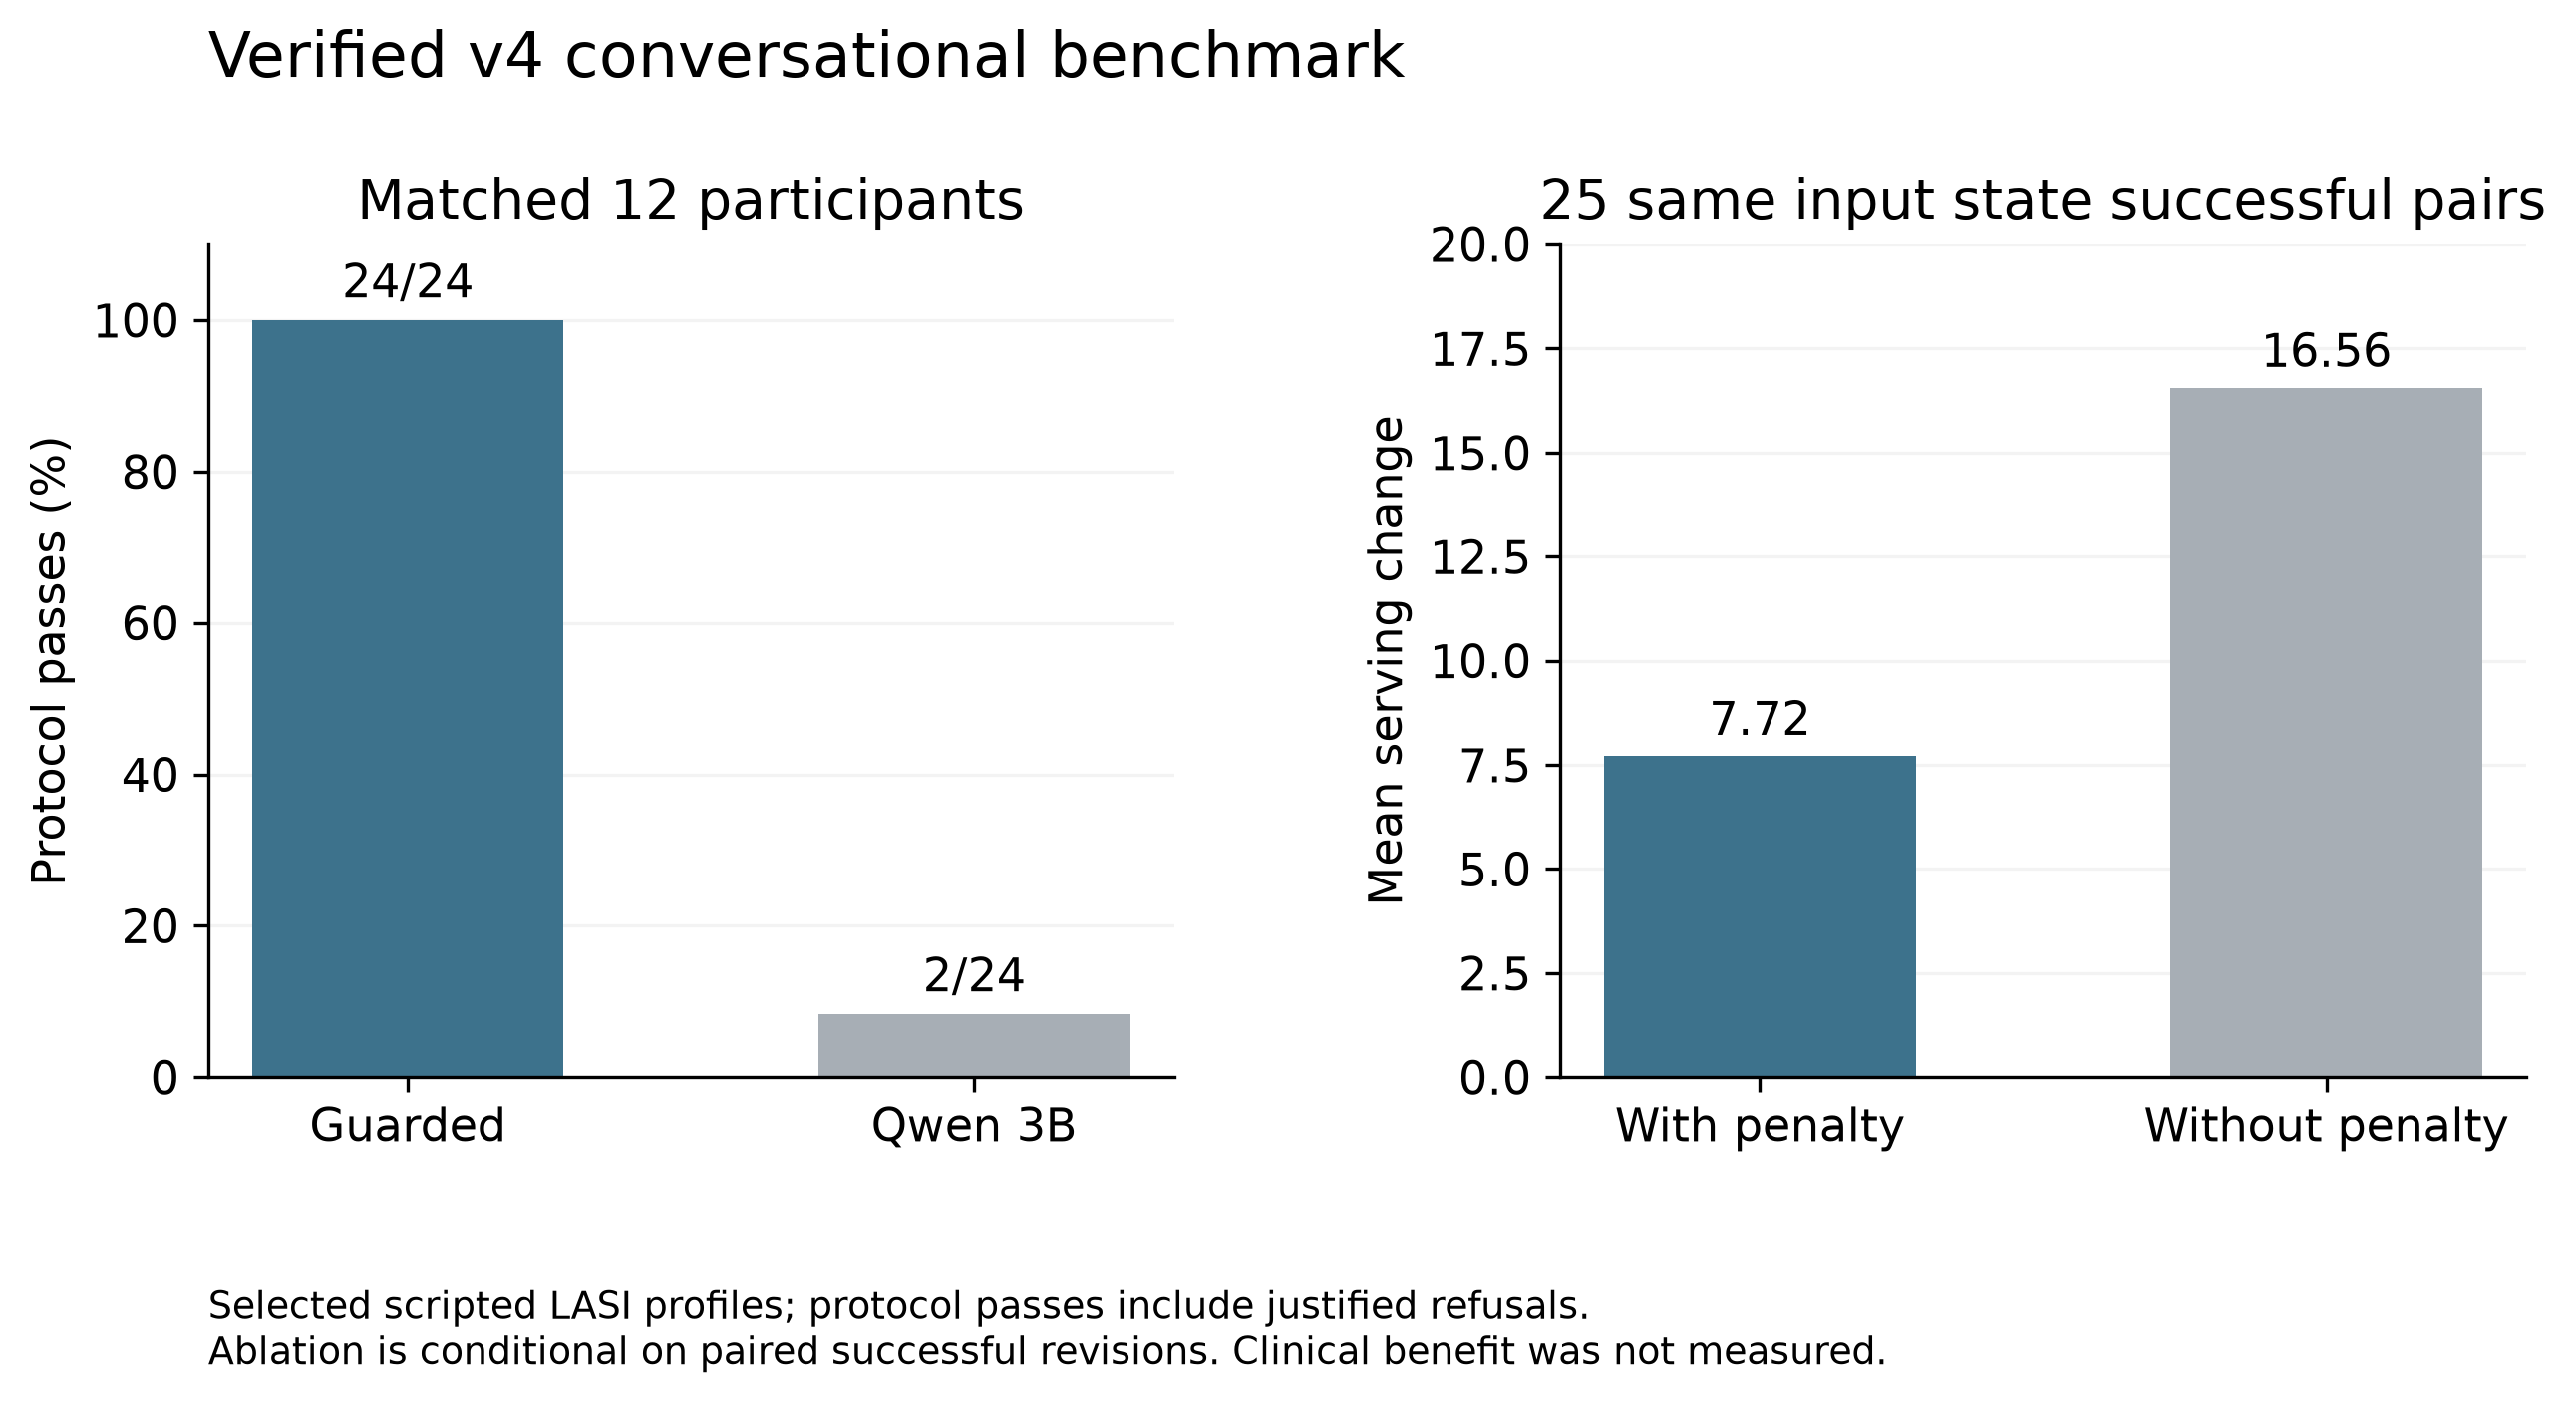 Verified v4 conversational benchmark
Matched 12 participants
Protocol passes (%)
100
80
60
40
20
0
24/24
2/24
Guarded
Qwen 3B
25 same input state successful pairs
Mean serving change
20.0
17.5
15.0
12.5
10.0
7.5
5.0
2.5
0.0
7.72
16.56
With penalty
Without penalty
Selected scripted LASI profiles; protocol passes include justified refusals.
Ablation is conditional on paired successful revisions. Clinical benefit was not measured.